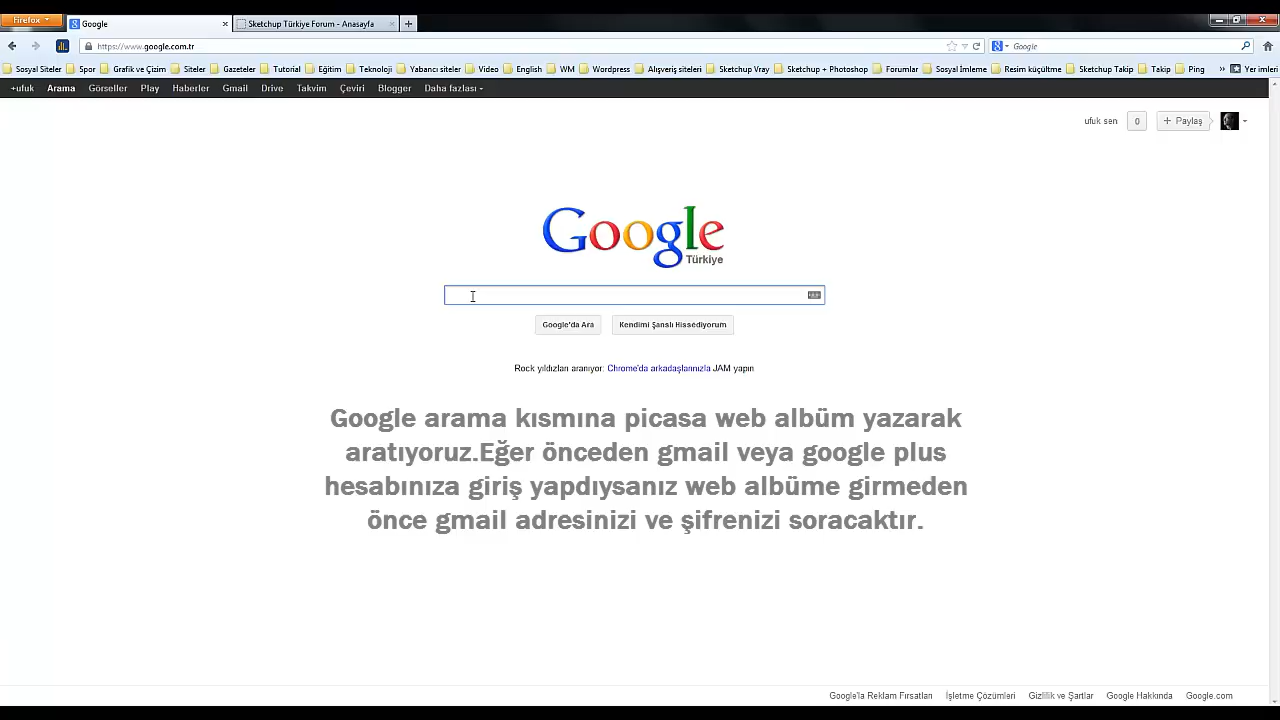 Firefox
Google
Sketchup Türkiye Forum - Anasayfa
https://www.google.com.tr
Google
Sosyal Siteler Spor Grafik ve Çizim Siteler Gazeteler Tutorial Eğitim Teknoloji Yabancı siteler Video English WM Wordpress Alışveriş siteleri Sketchup Vray Sketchup + Photoshop Forumlar Sosyal İmleme Resim küçültme Sketchup Takip Takip Ping » Yer imleri
+ufuk Arama Görseller Play Haberler Gmail Drive Takvim Çeviri Blogger Daha fazlası
ufuk sen 0 + Paylaş
Google
Türkiye
Google'da Ara Kendimi Şanslı Hissediyorum
Rock yıldızları aranıyor: Chrome'da arkadaşlarınızla JAM yapın
Google arama kısmına picasa web albüm yazarak
aratıyoruz.Eğer önceden gmail veya google plus
hesabınıza giriş yapdıysanız web albüme girmeden
önce gmail adresinizi ve şifrenizi soracaktır.
Google'la Reklam Fırsatları İşletme Çözümleri Gizlilik ve Şartlar Google Hakkında Google.com